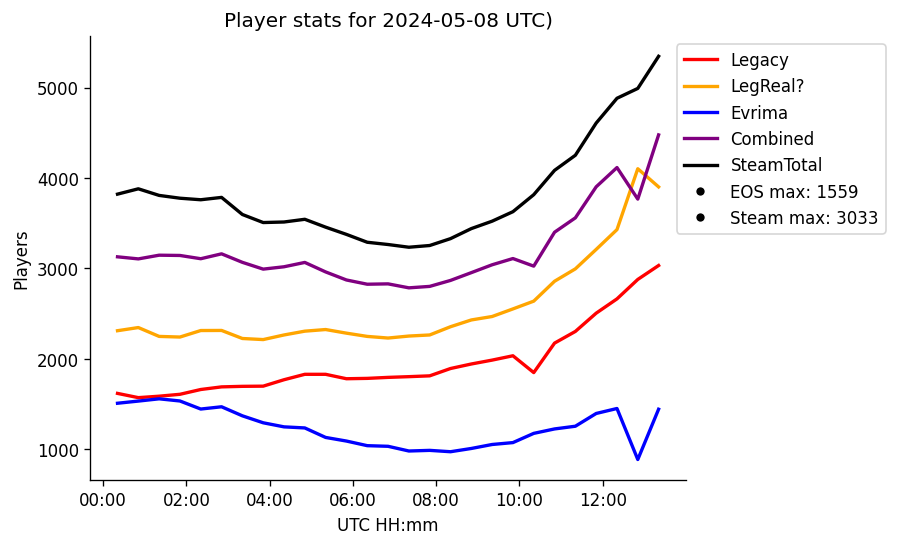 Player stats for 2024-05-08 UTC)
Players
5000
4000
3000
2000
1000
00:00 02:00 04:00 06:00 08:00 10:00 12:00
UTC HH:mm
Legacy
LegReal?
Evrima
Combined
SteamTotal
EOS max: 1559
Steam max: 3033